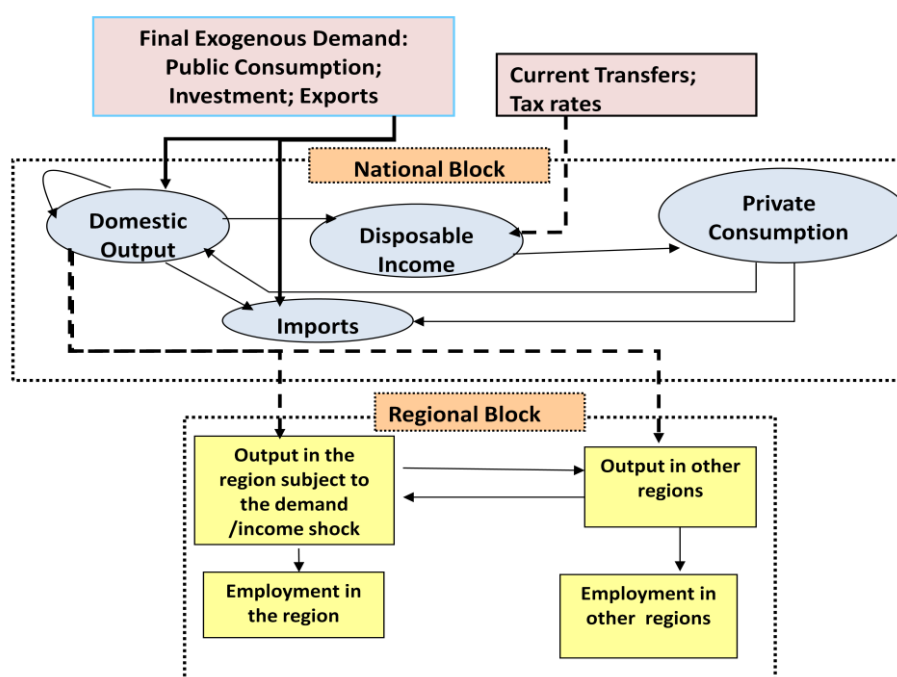 Final Exogenous Demand:
Public Consumption;
Investment; Exports
Current Transfers;
Tax rates
National Block
Domestic
Output
Disposable
Income
Private
Consumption
Imports
Regional Block
Output in the
region subject to
the demand
/income shock
Output in other
regions
Employment in
the region
Employment in
other regions